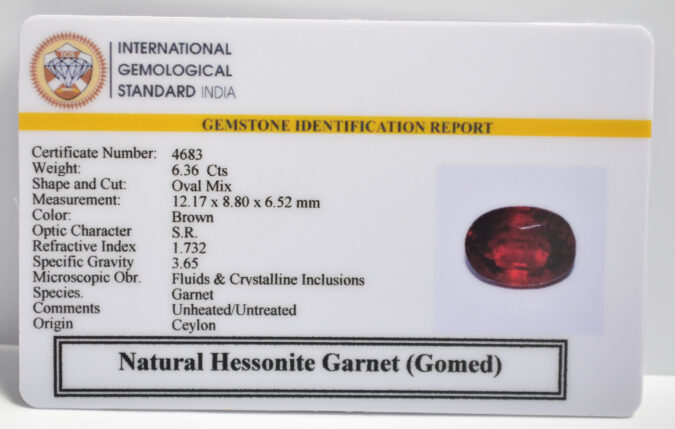 IGS
INTERNATIONAL
GEMOLOGICAL
STANDARD INDIA
GEMSTONE IDENTIFICATION REPORT
Certificate Number: 4683
Weight: 6.36 Cts
Shape and Cut: Oval Mix
Measurement: 12.17 x 8.80 x 6.52 mm
Color: Brown
Optic Character S.R.
Refractive Index 1.732
Specific Gravity 3.65
Microscopic Obr. Fluids & Crystalline Inclusions
Species. Garnet
Comments Unheated/Untreated
Origin Ceylon
Natural Hessonite Garnet (Gomed)